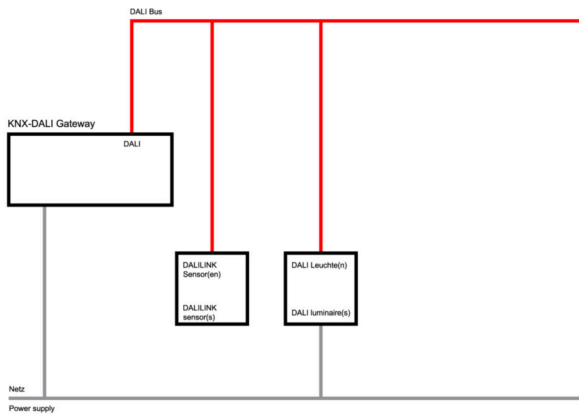 DALI Bus
KNX-DALI Gateway
DALI
DALILINK
Sensor(en)
DALILINK
sensor(s)
DALI Leuchte(n)
DALI luminaire(s)
Netz
Power supply